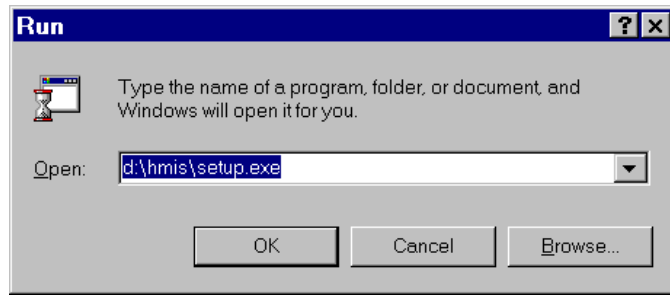 Run
Type the name of a program, folder, or document, and
Windows will open it for you.
Open: d:\hmis\setup.exe
OK Cancel Browse...